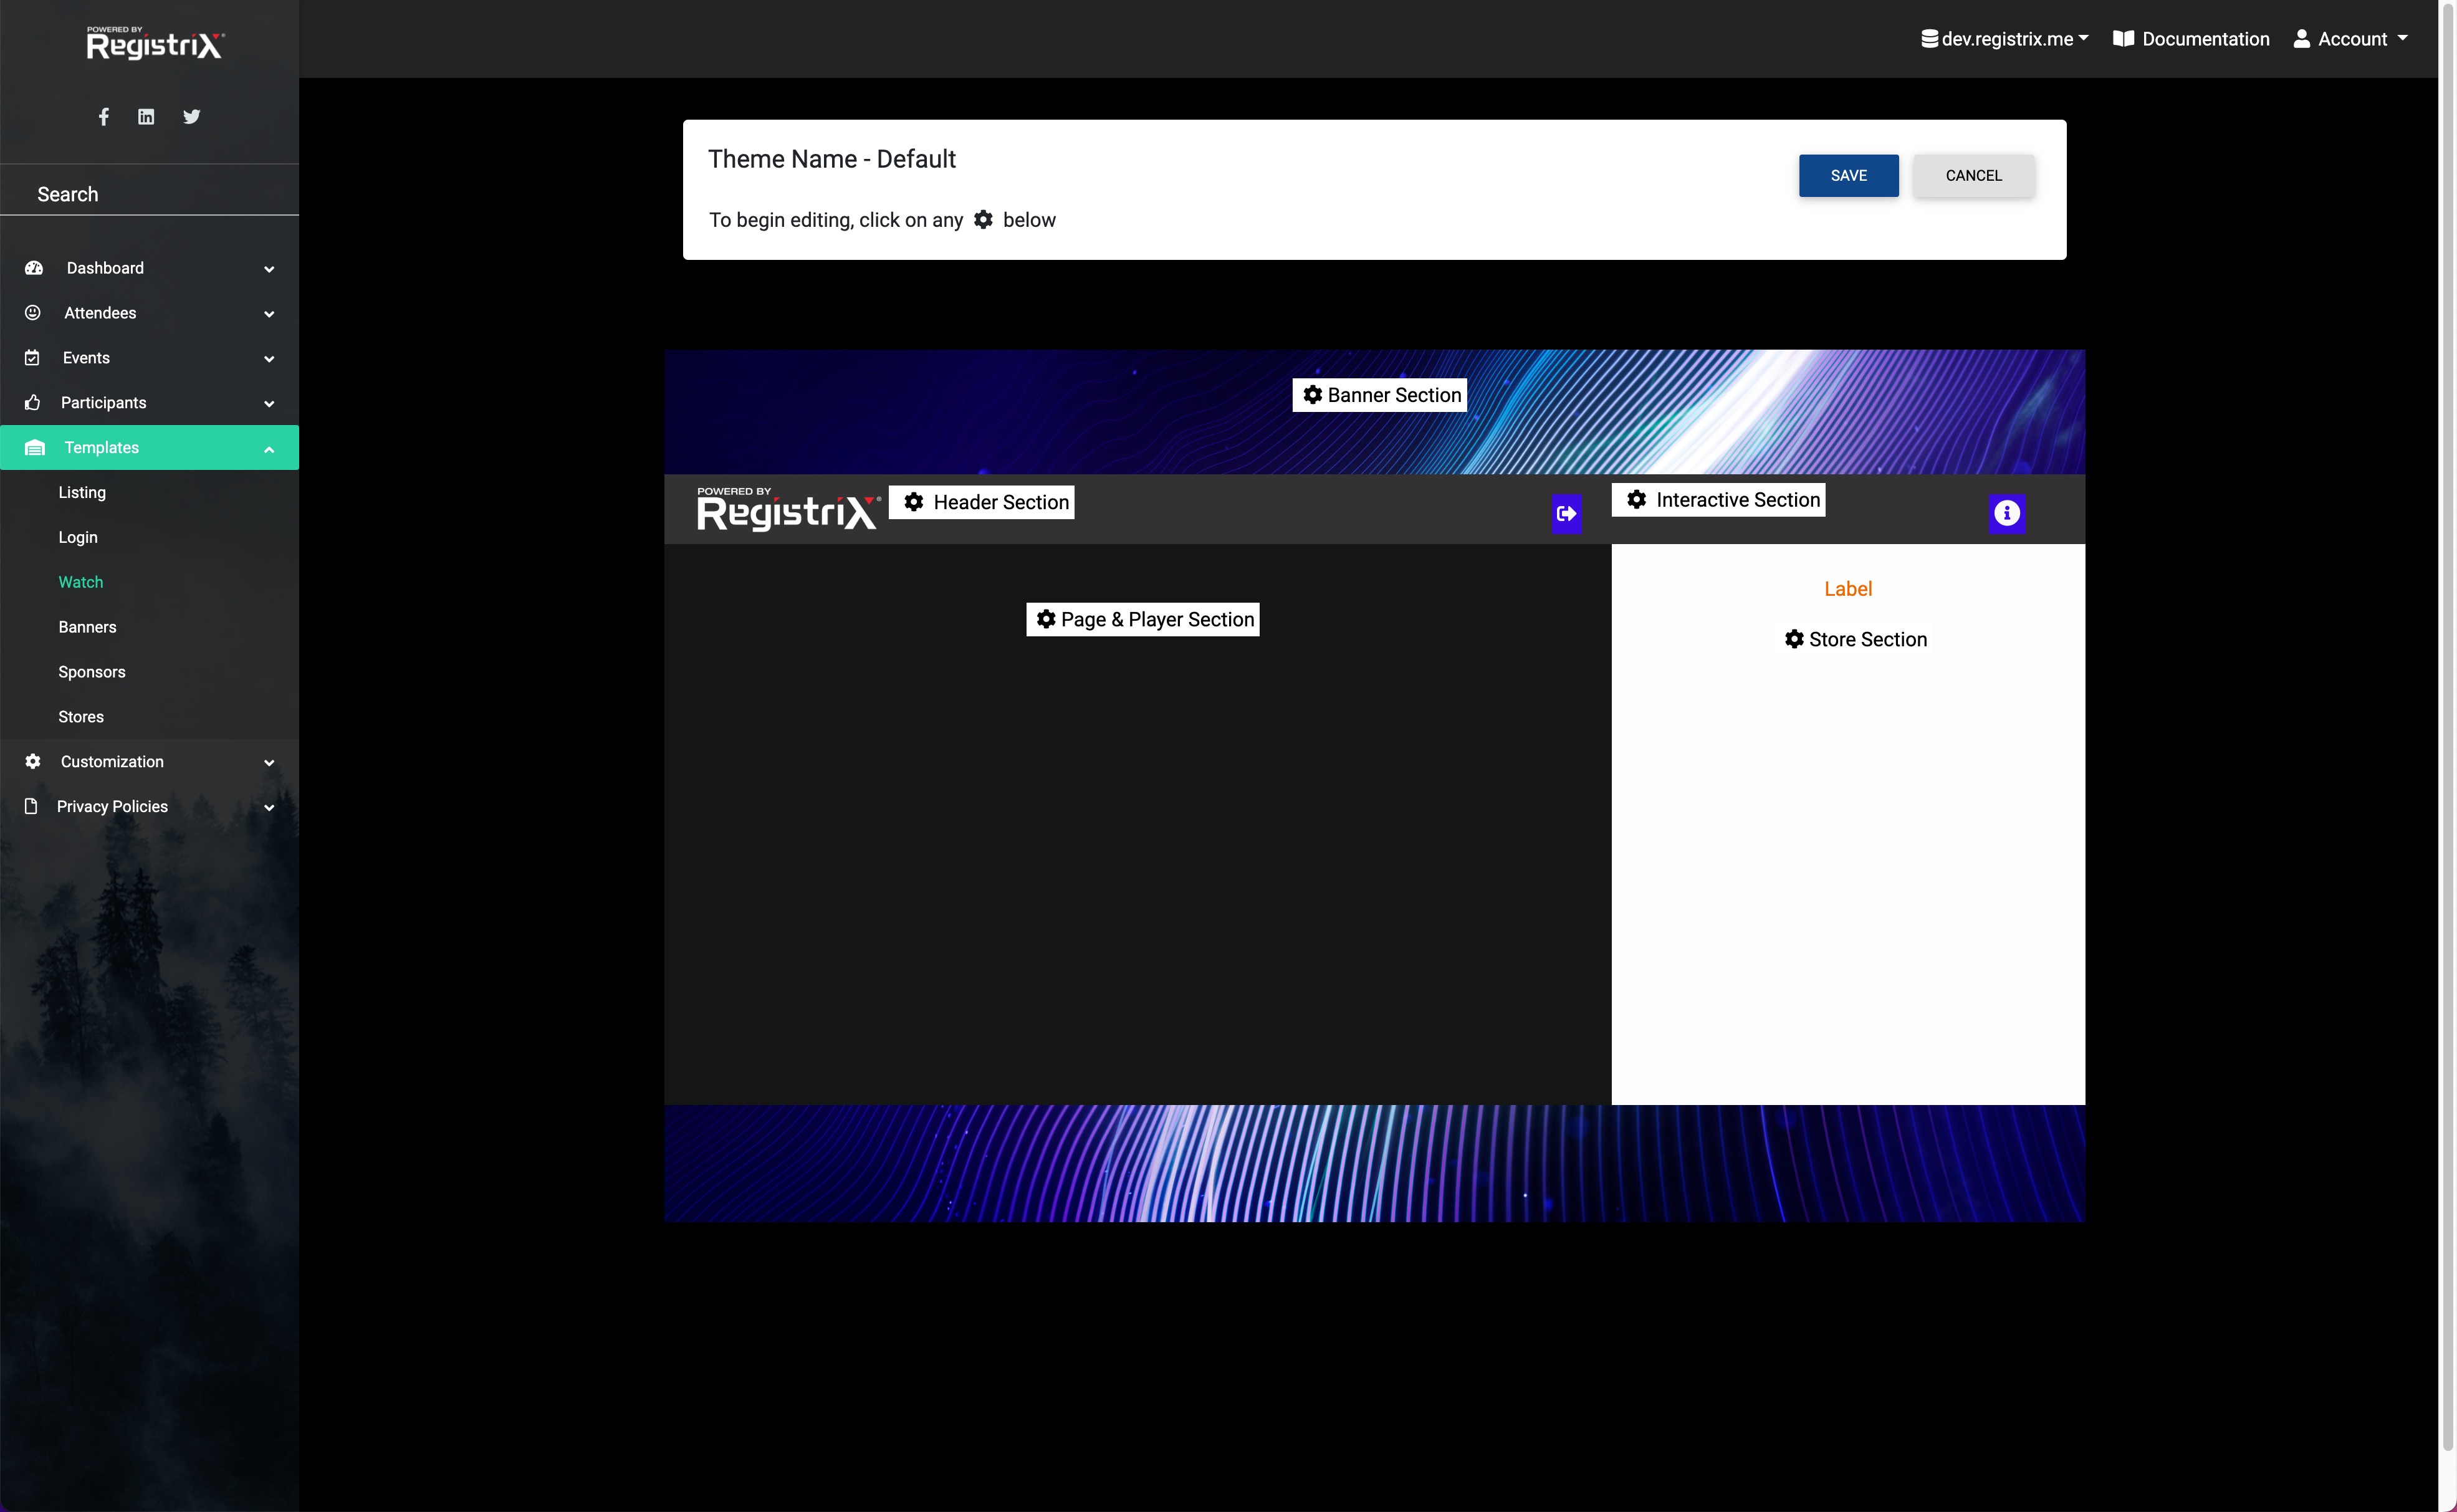 POWERED BY
RegistriX
Search
Dashboard
Attendees
Events
Participants
Templates
Listing
Login
Watch
Banners
Sponsors
Stores
Customization
Privacy Policies
dev.registrix.me
Documentation
Account
Theme Name - Default
SAVE
CANCEL
To begin editing, click on any below
Banner Section
POWERED BY
RegistriX
Header Section
Interactive Section
Page & Player Section
Label
Store Section